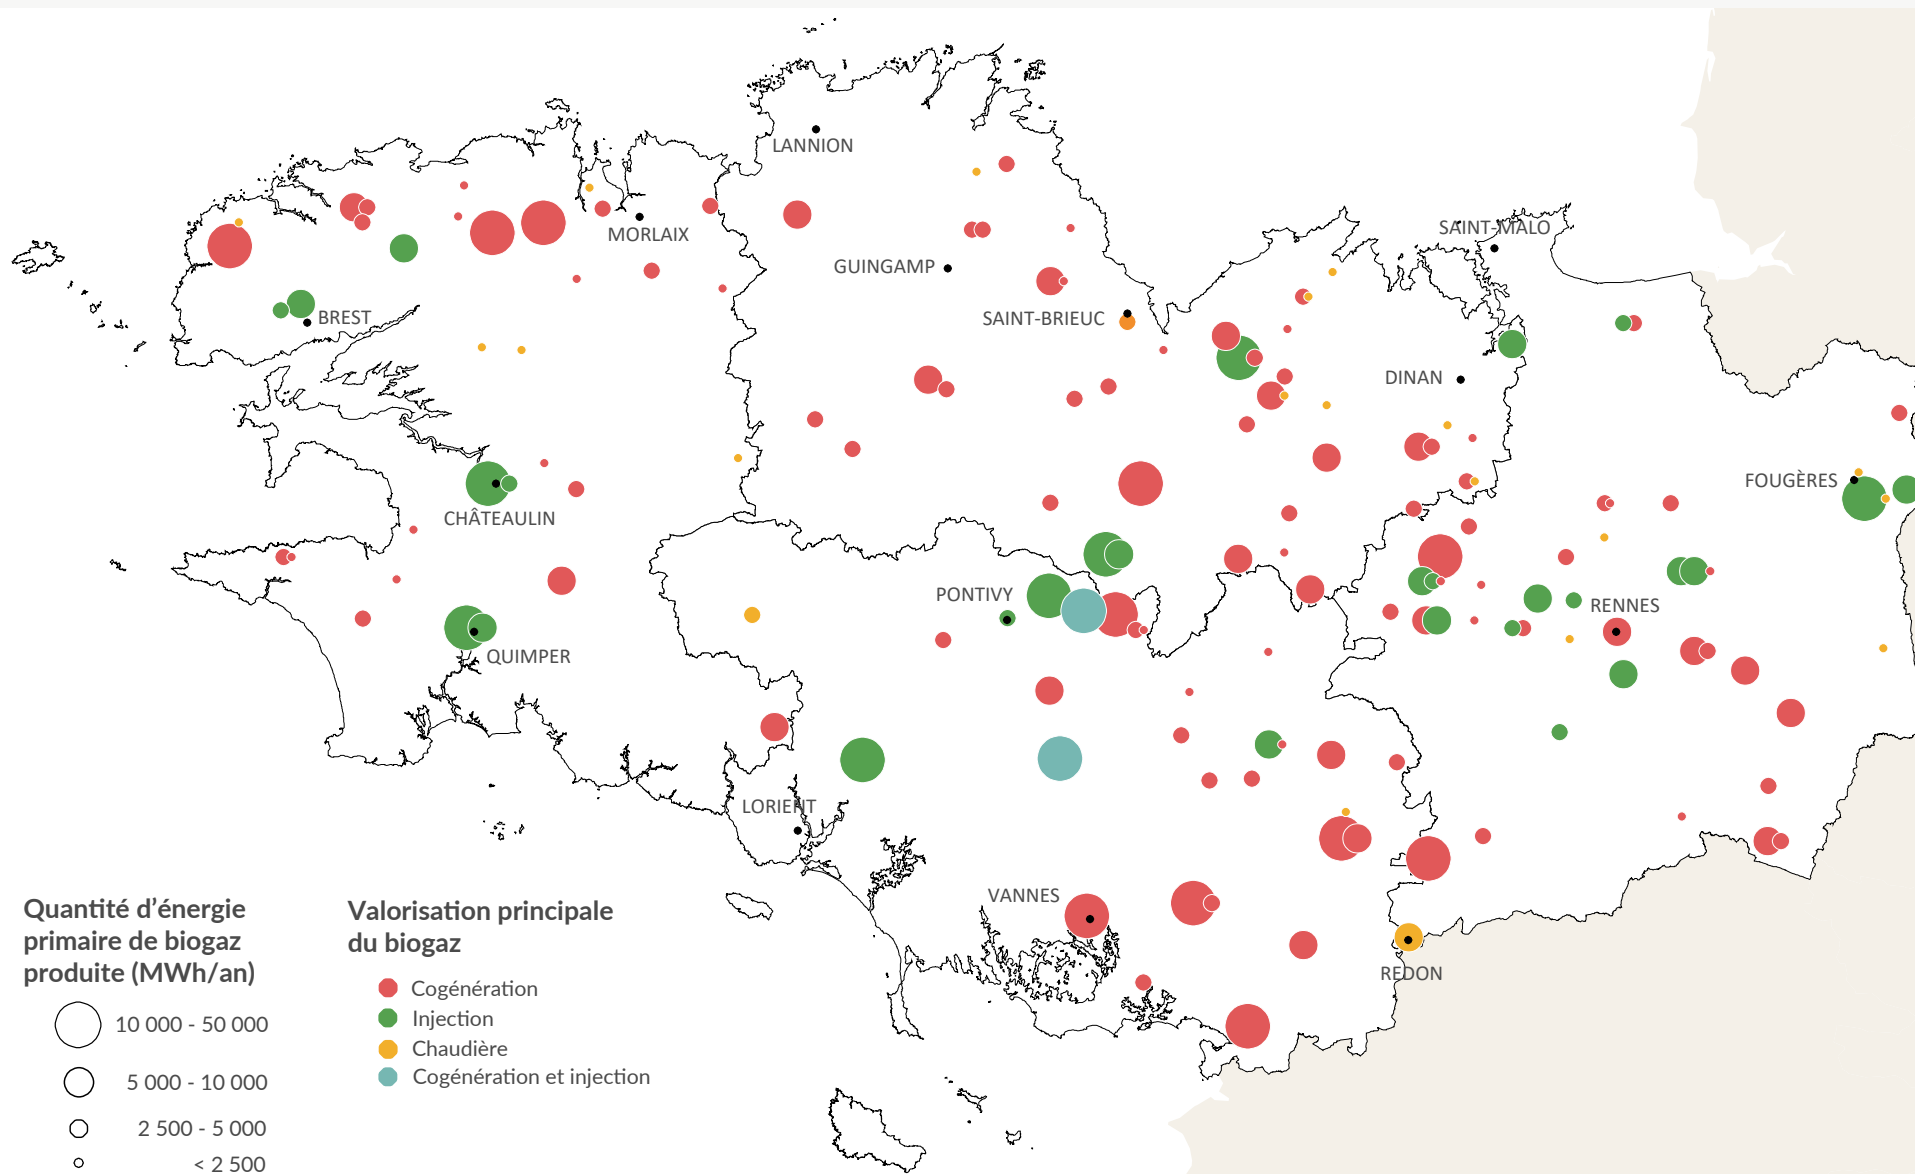 LANNION
MORLAIX
SAINT-MALO
GUINGAMP
BREST
SAINT-BRIEUC
DINAN
FOUGÈRES
CHÂTEAULIN
PONTIVY
RENNES
QUIMPER
LORIENT
VANNES
REDON
Quantité d’énergie
primaire de biogaz
produite (MWh/an)
10 000 - 50 000
5 000 - 10 000
2 500 - 5 000
< 2 500
Valorisation principale
du biogaz
Cogénération
Injection
Chaudière
Cogénération et injection